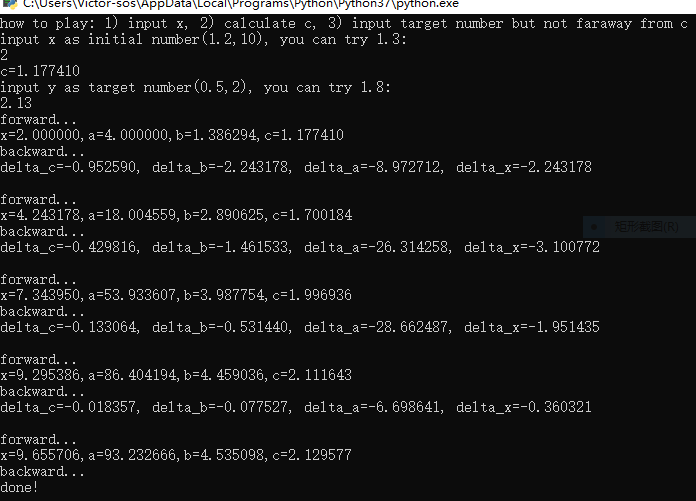 C:\Users\Victor-sos\AppData\Local\Programs\Python\Python37\python.exe
how to play: 1) input x, 2) calculate c, 3) input target number but not faraway from c
input x as initial number(1.2,10), you can try 1.3:
2
c=1.177410
input y as target number(0.5,2), you can try 1.8:
2.13
forward...
x=2.000000,a=4.000000,b=1.386294,c=1.177410
backward...
delta_c=-0.952590, delta_b=-2.243178, delta_a=-8.972712, delta_x=-2.243178
forward...
x=4.243178,a=18.004559,b=2.890625,c=1.700184
backward...
delta_c=-0.429816, delta_b=-1.461533, delta_a=-26.314258, delta_x=-3.100772
矩形截图(R)
forward...
x=7.343950,a=53.933607,b=3.987754,c=1.996936
backward...
delta_c=-0.133064, delta_b=-0.531440, delta_a=-28.662487, delta_x=-1.951435
forward...
x=9.295386,a=86.404194,b=4.459036,c=2.111643
backward...
delta_c=-0.018357, delta_b=-0.077527, delta_a=-6.698641, delta_x=-0.360321
forward...
x=9.655706,a=93.232666,b=4.535098,c=2.129577
backward...
done!